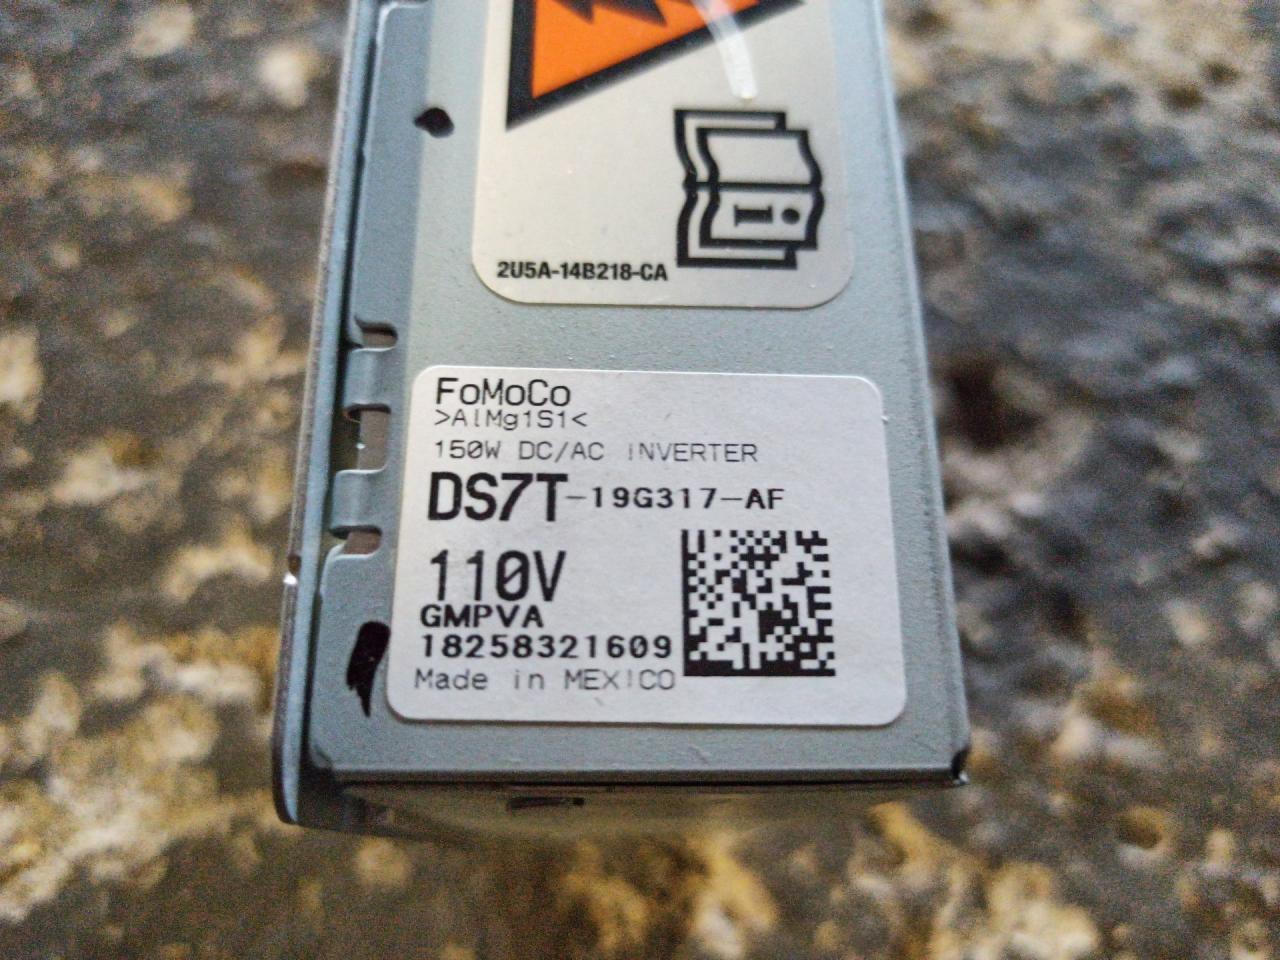 i
2U5A-14B218-CA
FoMoCo
>AlMg1S1<
150W DC/AC INVERTER
DS7T-19G317-AF
110V
GMPVA
18258321609
Made in MEXICO